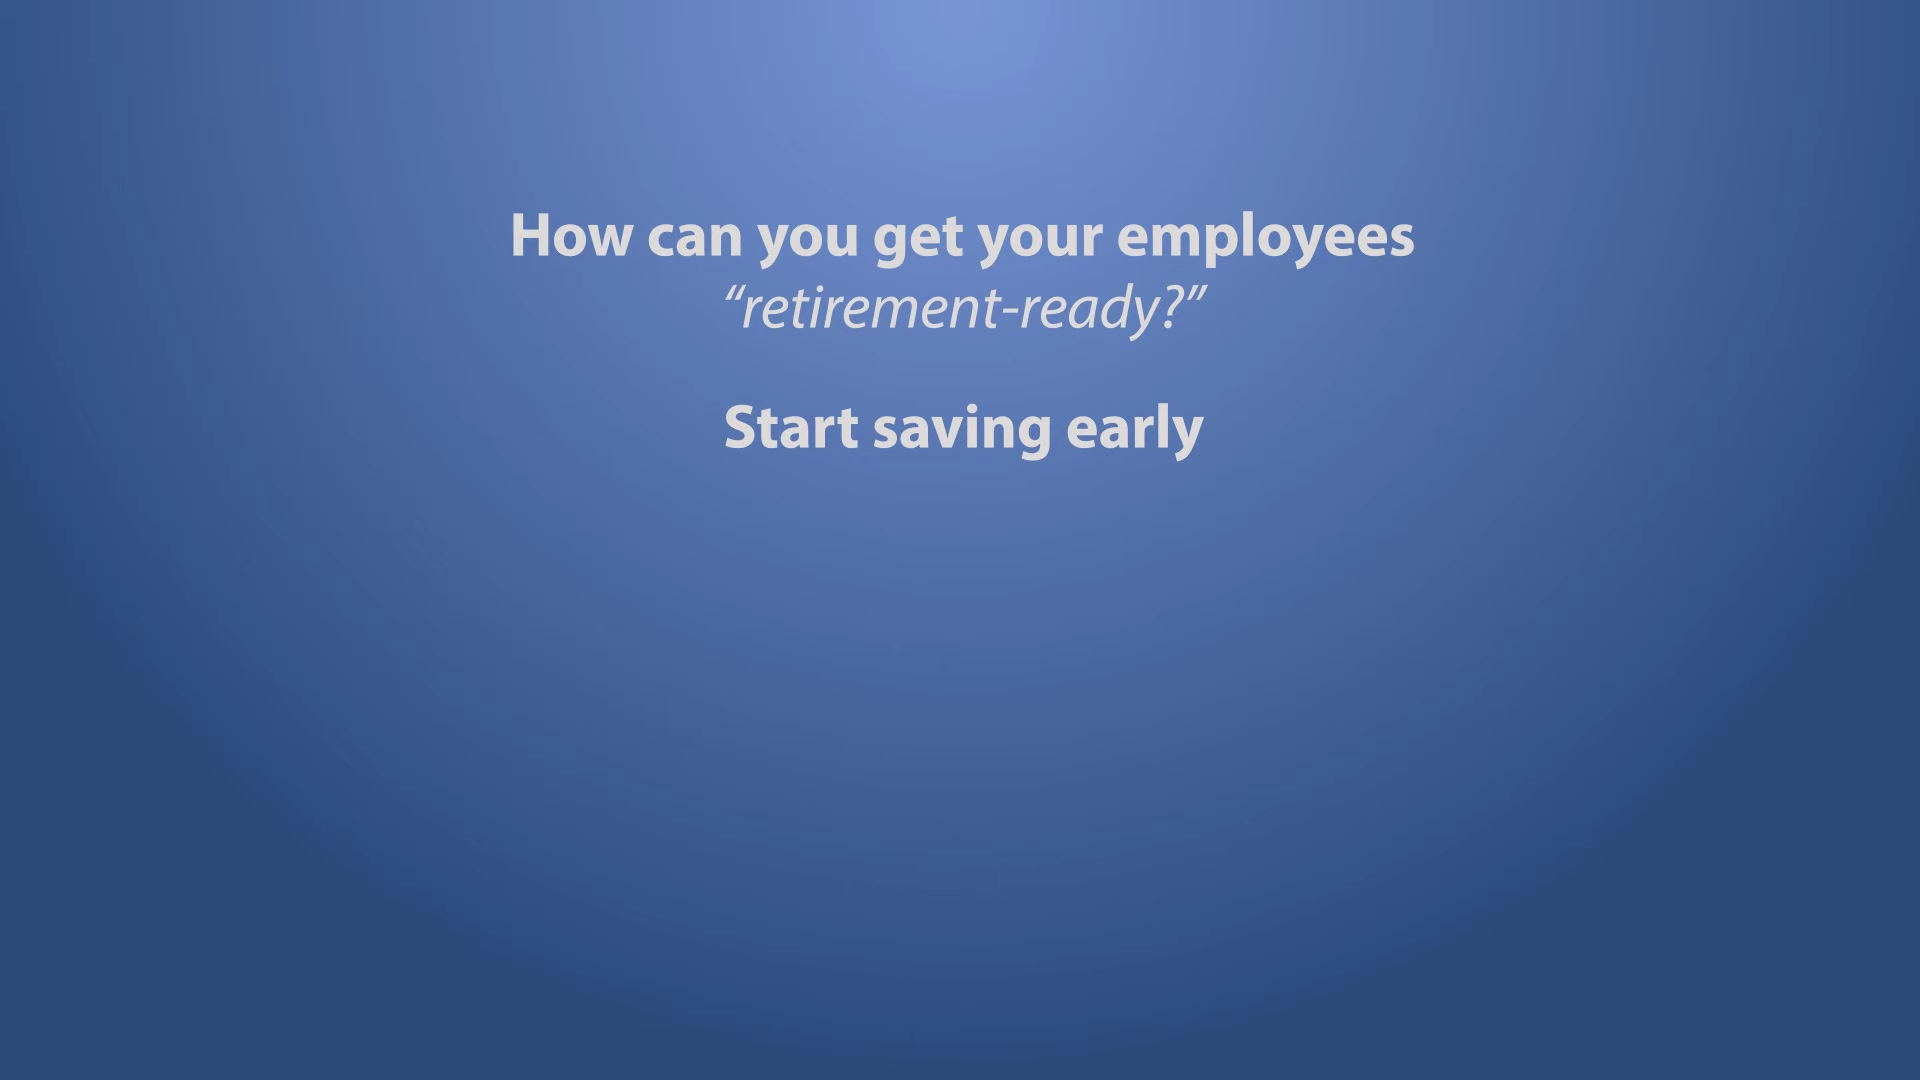 How can you get your employees
“retirement-ready?”
Start saving early